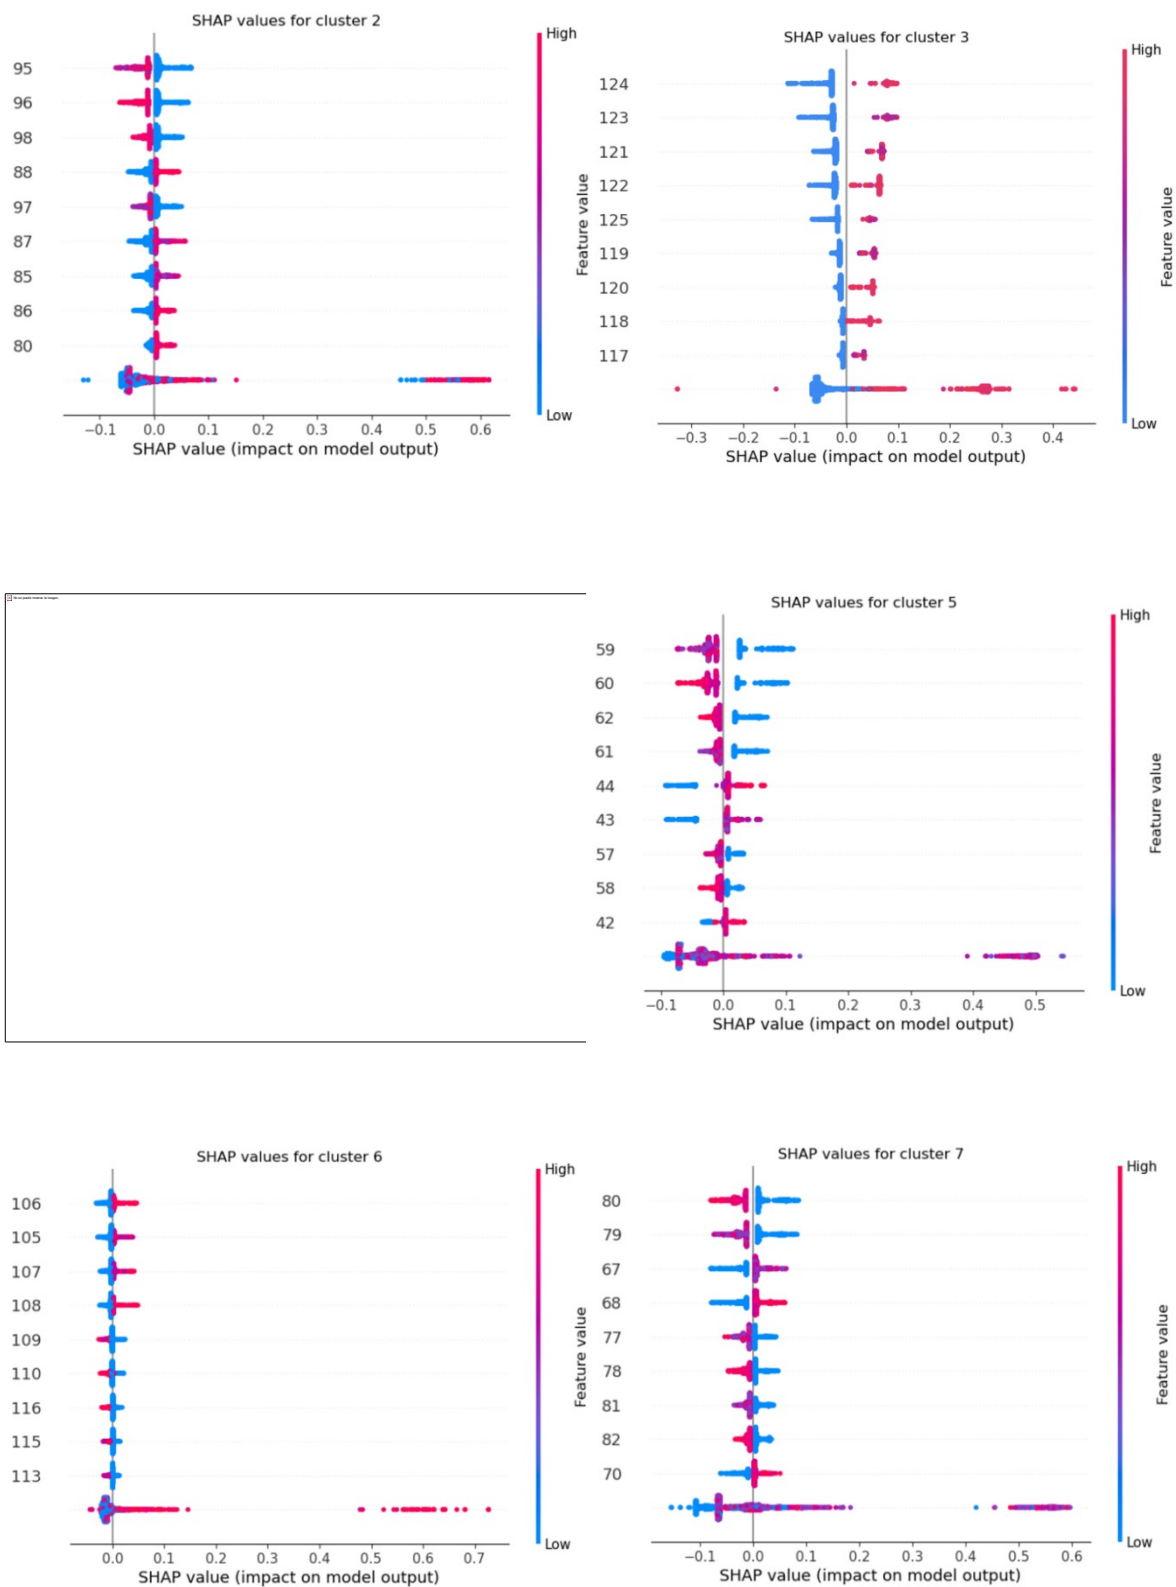 SHAP values for cluster 2
High
95
96
98
88
97
87
85
86
80
Feature value
Low
−0.1 0.0 0.1 0.2 0.3 0.4 0.5 0.6
SHAP value (impact on model output)
SHAP values for cluster 3
High
124
123
121
122
125
119
120
118
117
Feature value
Low
−0.3 −0.2 −0.1 0.0 0.1 0.2 0.3 0.4
SHAP value (impact on model output)
SHAP values for cluster 5
High
59
60
62
61
44
43
57
58
42
Feature value
Low
−0.1 0.0 0.1 0.2 0.3 0.4 0.5
SHAP value (impact on model output)
SHAP values for cluster 6
High
106
105
107
108
109
110
116
115
113
Feature value
Low
0.0 0.1 0.2 0.3 0.4 0.5 0.6 0.7
SHAP value (impact on model output)
SHAP values for cluster 7
High
80
79
67
68
77
78
81
82
70
Feature value
Low
−0.1 0.0 0.1 0.2 0.3 0.4 0.5 0.6
SHAP value (impact on model output)